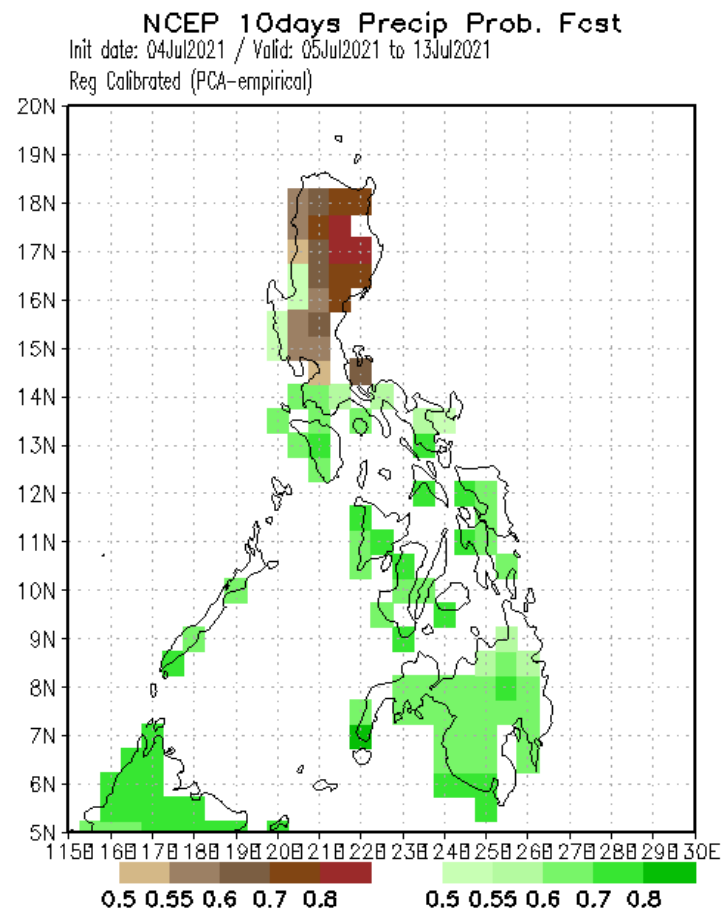 NCEP 10days Precip Prob. Fcst
Init date: 04Jul2021 / Valid: 05Jul2021 to 13Jul2021
Reg Calibrated (PCA-empirical)
20N
19N
18N
17N
16N
15N
14N
13N
12N
11N
10N
9N
8N
7N
6N
5N
115E 116E 117E 118E 119E 120E 121E 122E 123E 124E 125E 126E 127E 128E 129E 130E
0.5 0.55 0.6 0.7 0.8 0.5 0.55 0.6 0.7 0.8